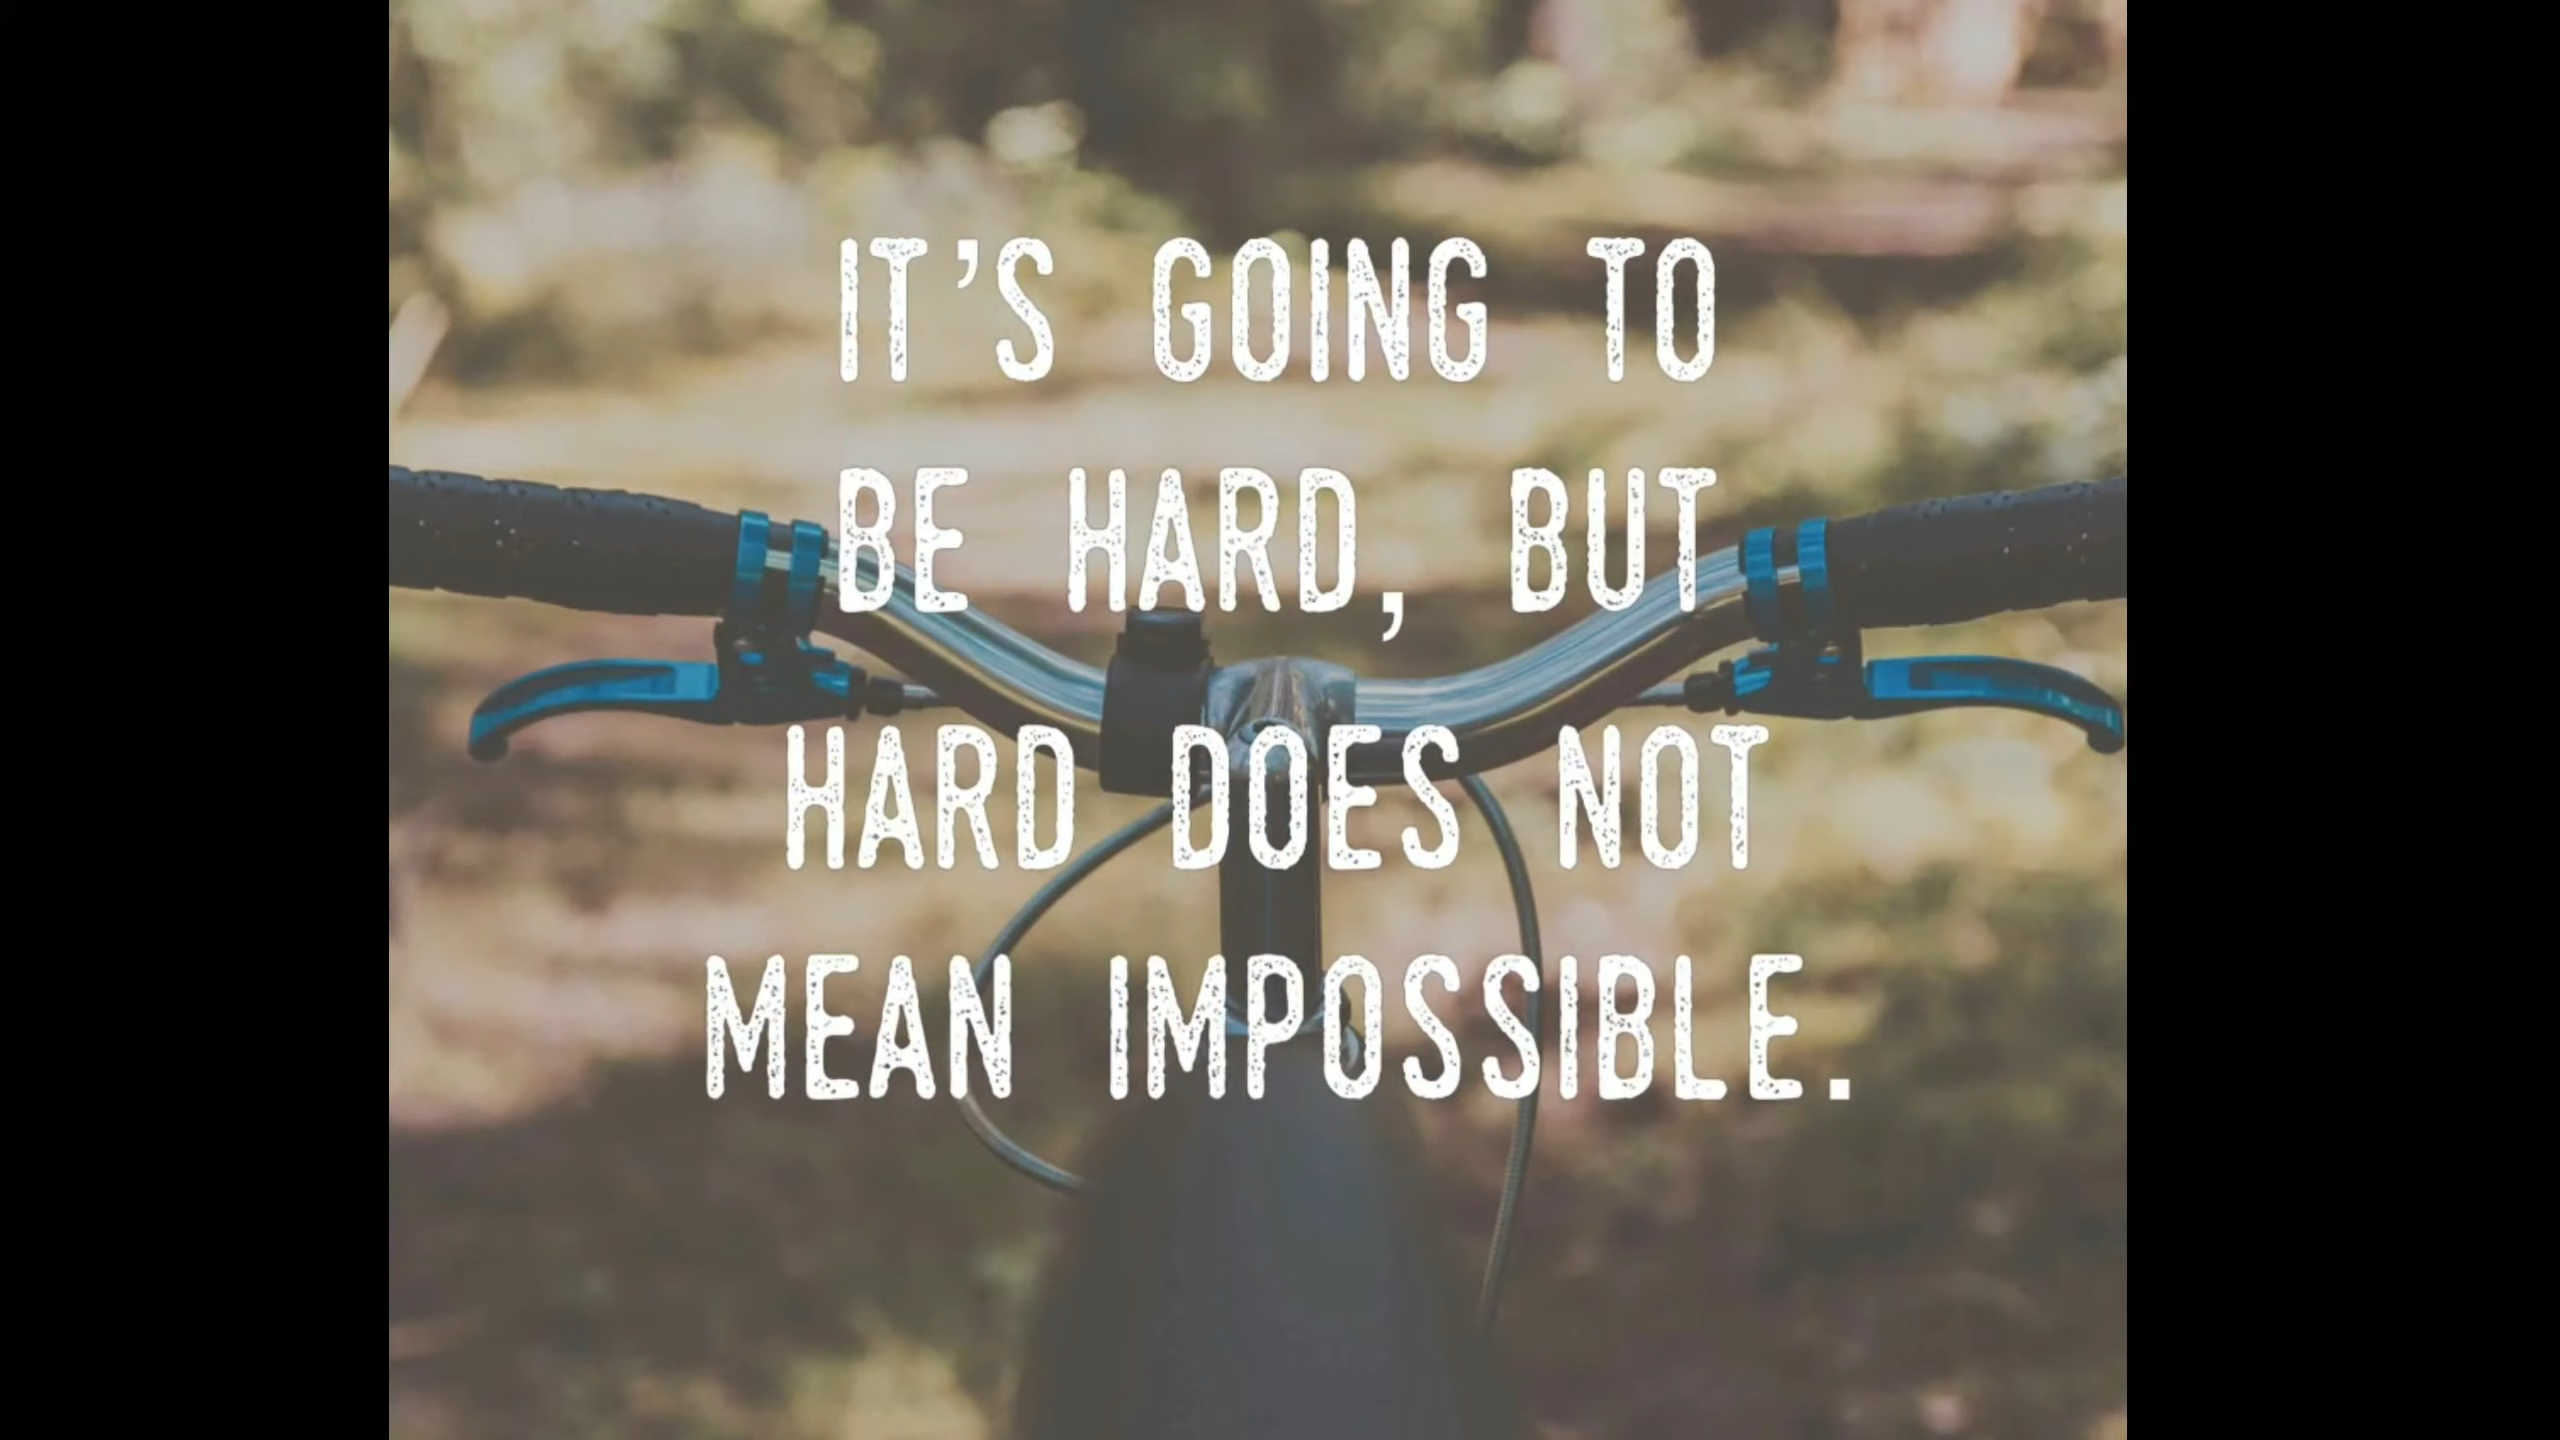 IT'S GOING TO
BE HARD, BUT
HARD DOES NOT
MEAN IMPOSSIBLE.